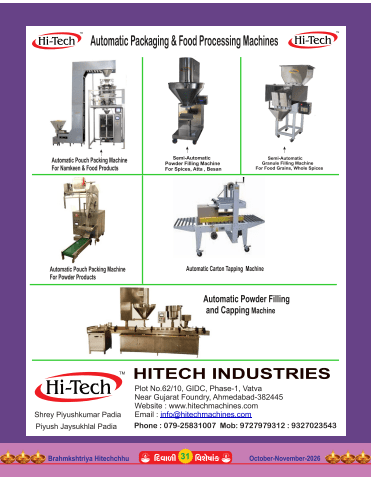 Hi-Tech™
Automatic Packaging & Food Processing Machines
Hi-Tech™
Automatic Pouch Packing Machine
For Namkeen & Food Products
Semi-Automatic
Powder Filling Machine
For Spices, Atta , Besan
Semi-Automatic
Granule Filling Machine
For Food Grains, Whole Spices
Automatic Pouch Packing Machine
For Powder Products
Automatic Carton Tapping Machine
Automatic Powder Filling
and Capping Machine
Hi-Tech™
HITECH INDUSTRIES
Plot No.62/10, GIDC, Phase-1, Vatva
Near Gujarat Foundry, Ahmedabad-382445
Website : www.hitechmachines.com
Email : info@hitechmachines.com
Shrey Piyushkumar Padia
Piyush Jaysukhlal Padia
Phone : 079-25831007 Mob: 9727979312 : 9327023543
Brahmkshtriya Hitechchhu દિવાળી 31 વિશેષાંક October-November-2026